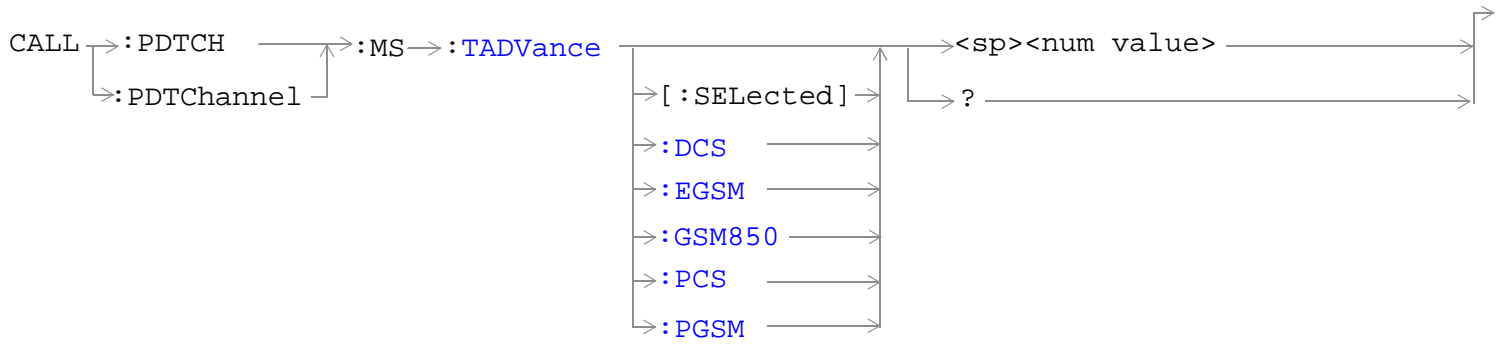 CALL :PDTCH :MS :TADVance <sp><num value>
:PDTChannel [:SELected] ?
:DCS
:EGSM
:GSM850
:PCS
:PGSM